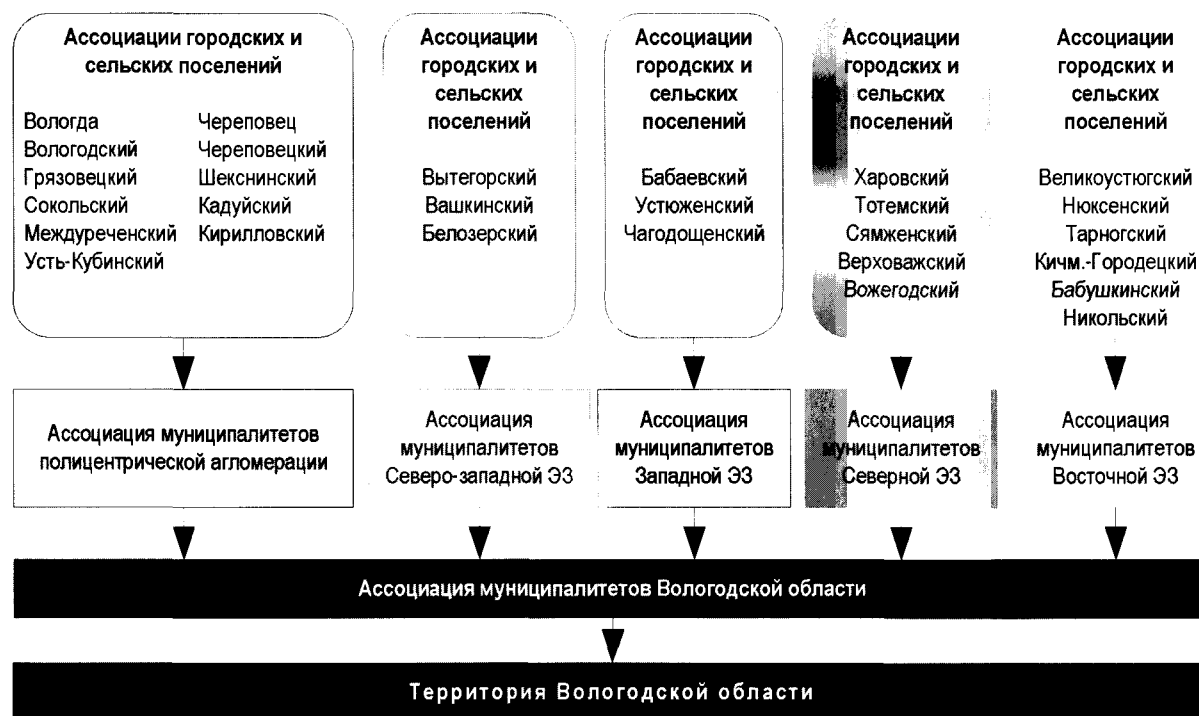 Ассоциации городских и
сельских поселений
Вологда
Вологодский
Грязовецкий
Сокольский
Междуреченский
Усть-Кубинский
Череповец
Череповецкий
Шекснинский
Кадуйский
Кирилловский
Ассоциации
городских и
сельских
поселений
Вытегорский
Вашкинский
Белозерский
Ассоциации
городских и
сельских
поселений
Бабаевский
Устюженский
Чагодощенский
Ассоциации
городских и
сельских
поселений
Харовский
Тотемский
Сямженский
Верховажский
Вожегодский
Ассоциации
городских и
сельских
поселений
Великоустюгский
Нюксенский
Тарногский
Кичм.-Городецкий
Бабушкинский
Никольский
Ассоциация муниципалитетов
полицентрической агломерации
Ассоциация
муниципалитетов
Северо-западной ЭЗ
Ассоциация
муниципалитетов
Западной ЭЗ
Ассоциация
муниципалитетов
Северной ЭЗ
Ассоциация
муниципалитетов
Восточной ЭЗ
Ассоциация муниципалитетов Вологодской области
Территория Вологодской области